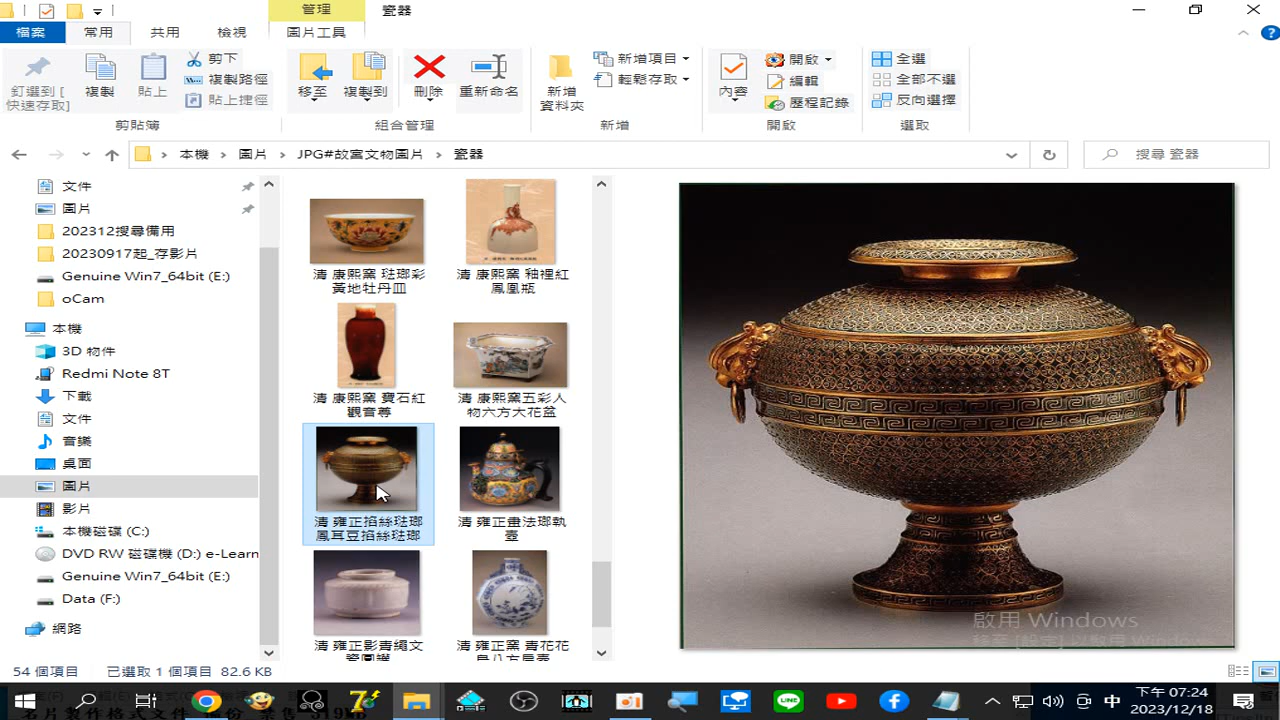 管理
瓷器
檔案
常用
共用
檢視
圖片工具
釘選到 [
快速存取]
複製
貼上
剪下
複製路徑
貼上捷徑
剪貼簿
移至
複製到
刪除
重新命名
組合管理
新增
資料夾
新增項目
輕鬆存取
新增
內容
開啟
編輯
歷程記錄
開啟
全選
全部不選
反向選擇
選取
本機 › 圖片 › JPG#故宮文物圖片 › 瓷器
搜尋 瓷器
文件
圖片
202312搜尋備用
20230917起_存影片
Genuine Win7_64bit (E:)
oCam
本機
3D 物件
Redmi Note 8T
下載
文件
音樂
桌面
圖片
影片
本機磁碟 (C:)
DVD RW 磁碟機 (D:) e-Learn
Genuine Win7_64bit (E:)
Data (F:)
網路
清 康熙窯 琺瑯彩
黃地牡丹皿
清 康熙窯 釉裡紅
鳳凰瓶
清 康熙窯 寶石紅
觀音尊
清 康熙窯五彩人
物六方大花盆
清 雍正掐絲琺瑯
鳳耳豆掐絲琺瑯
清 雍正畫法瑯執
壺
清 雍正影青繩文
清 雍正窯 青花花
啟用 Windows
54 個項目
已選取 1 個項目 82.6 KB
中
下午 07:24
2023/12/18